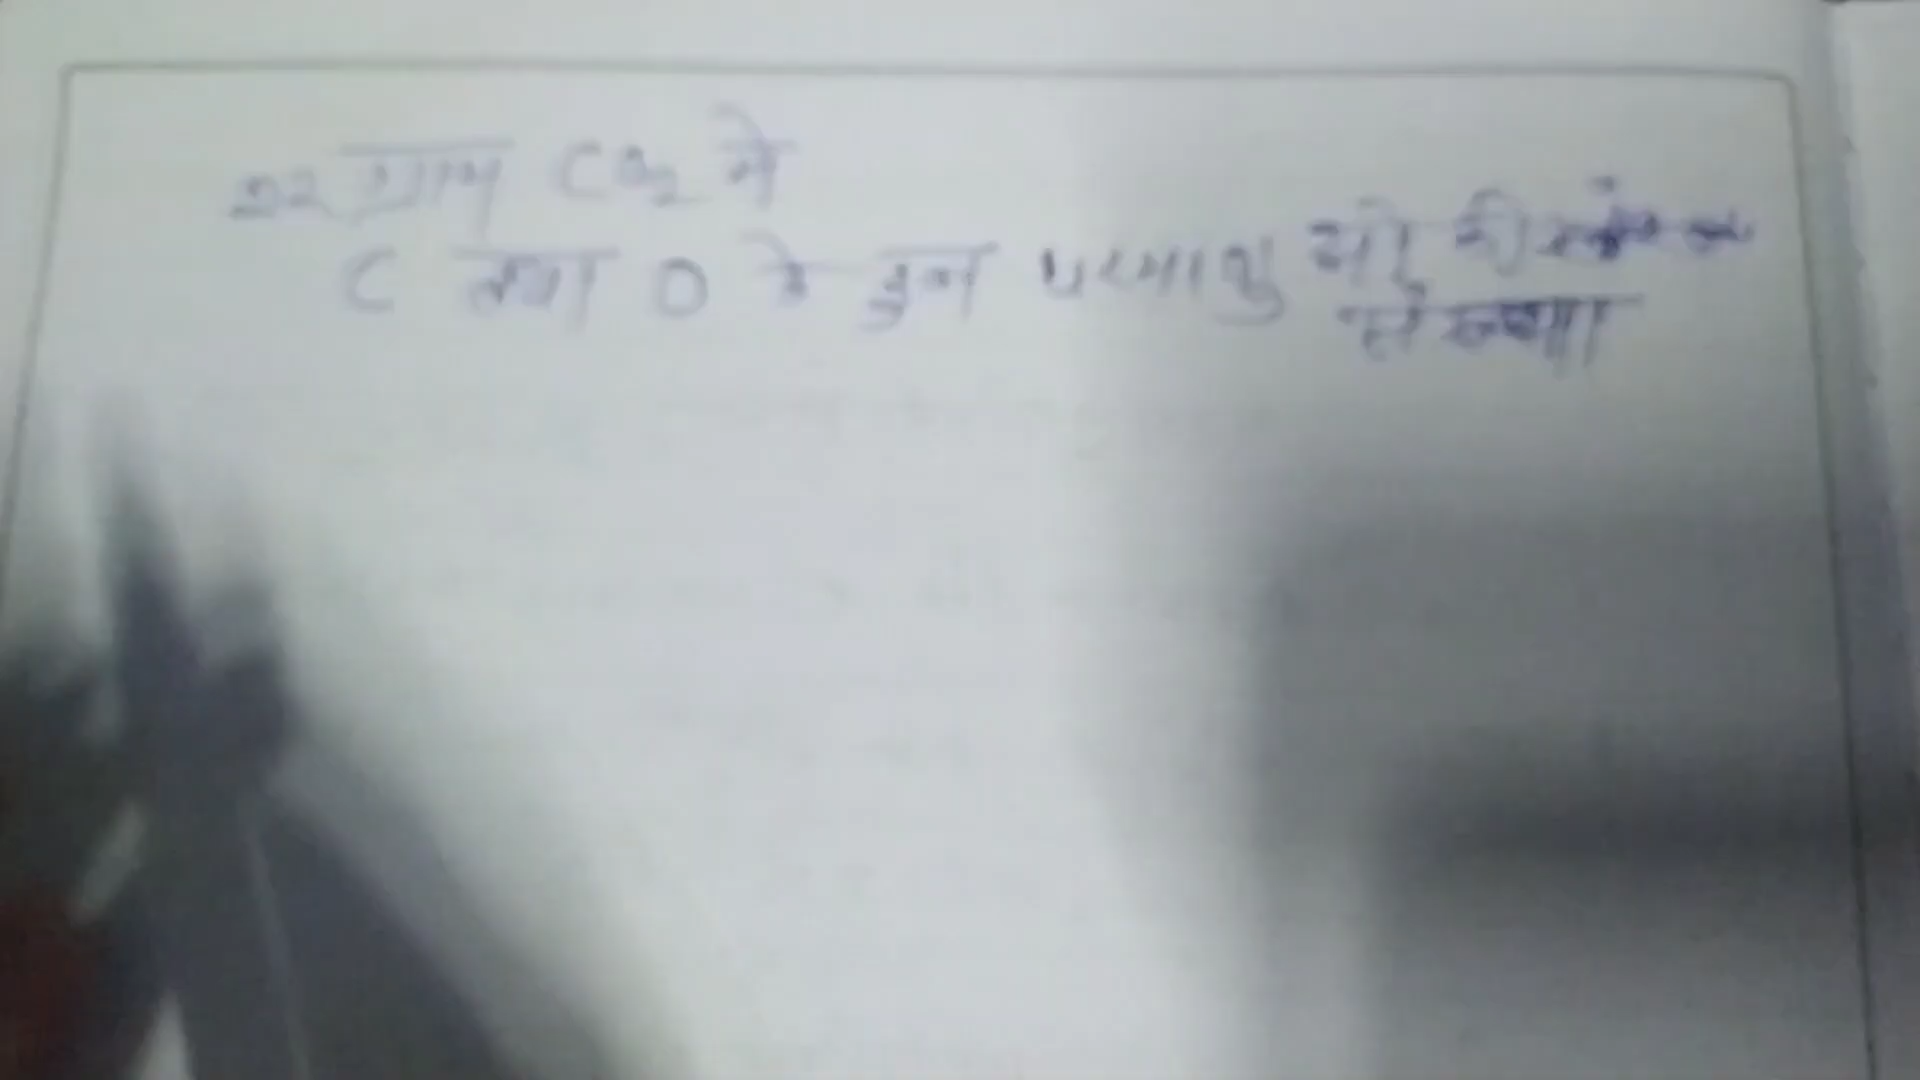 22 ग्राम CO2 में
C तथा O के कुल परमाणुओं की
संख्या